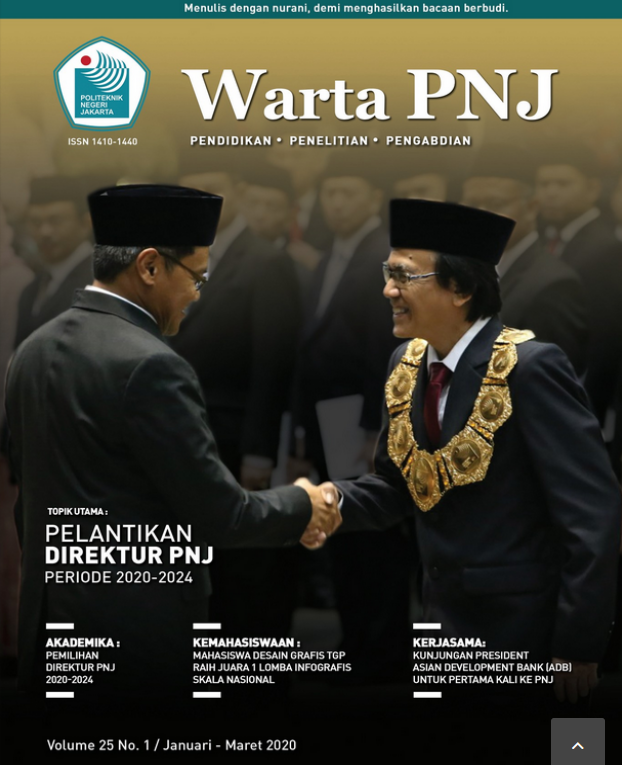 Menulis dengan nurani, demi menghasilkan bacaan berbudi.
POLITEKNIK
NEGERI
JAKARTA
ISSN 1410-1440
Warta PNJ
PENDIDIKAN • PENELITIAN • PENGABDIAN
TOPIK UTAMA :
PELANTIKAN
DIREKTUR PNJ
PERIODE 2020-2024
AKADEMIKA :
PEMILIHAN
DIREKTUR PNJ
2020-2024
KEMAHASISWAAN :
MAHASISWA DESAIN GRAFIS TGP
RAIH JUARA 1 LOMBA INFOGRAFIS
SKALA NASIONAL
KERJASAMA:
KUNJUNGAN PRESIDENT
ASIAN DEVELOPMENT BANK (ADB)
UNTUK PERTAMA KALI KE PNJ
Volume 25 No. 1 / Januari - Maret 2020